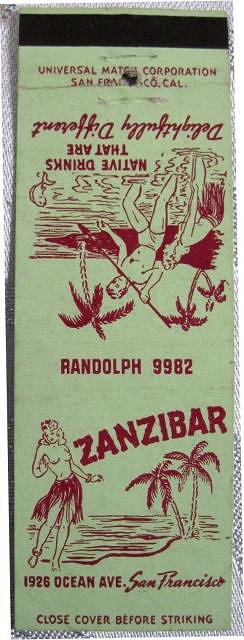 UNIVERSAL MATCH CORPORATION
SAN FRANCISCO, CAL.
NATIVE DRINKS
THAT ARE
Delightfully Different
RANDOLPH 9982
ZANZIBAR
1926 OCEAN AVE. San Francisco
CLOSE COVER BEFORE STRIKING